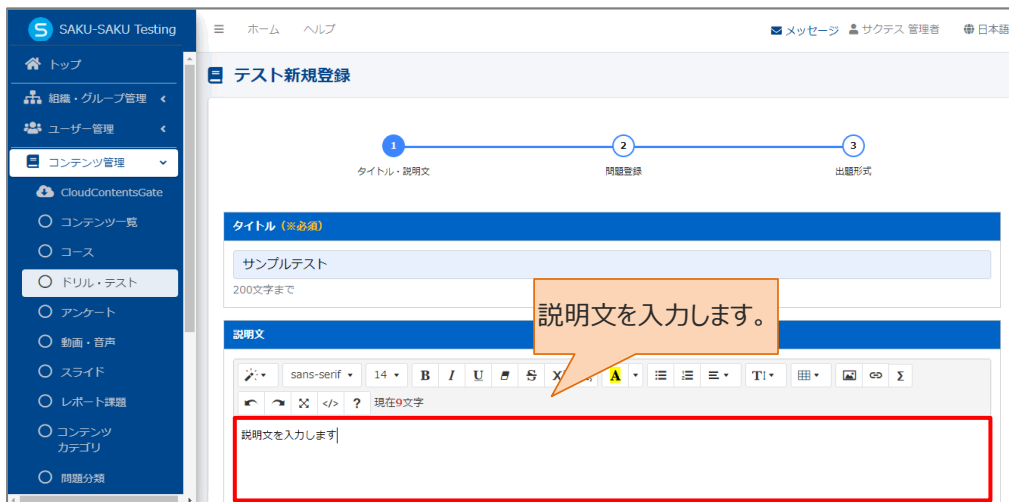 SAKU-SAKU Testing
ホーム ヘルプ
メッセージ サクテス 管理者 日本語
トップ
組織・グループ管理
ユーザー管理
コンテンツ管理
CloudContentsGate
コンテンツ一覧
コース
ドリル・テスト
アンケート
動画・音声
スライド
レポート課題
コンテンツ
カテゴリ
問題分類
テスト新規登録
1 2 3
タイトル・説明文 問題登録 出題形式
タイトル（※必須）
サンプルテスト
200文字まで
説明文を入力します。
説明文
sans-serif 14 B I U S X A TI Σ
</> ? 現在9文字
説明文を入力します